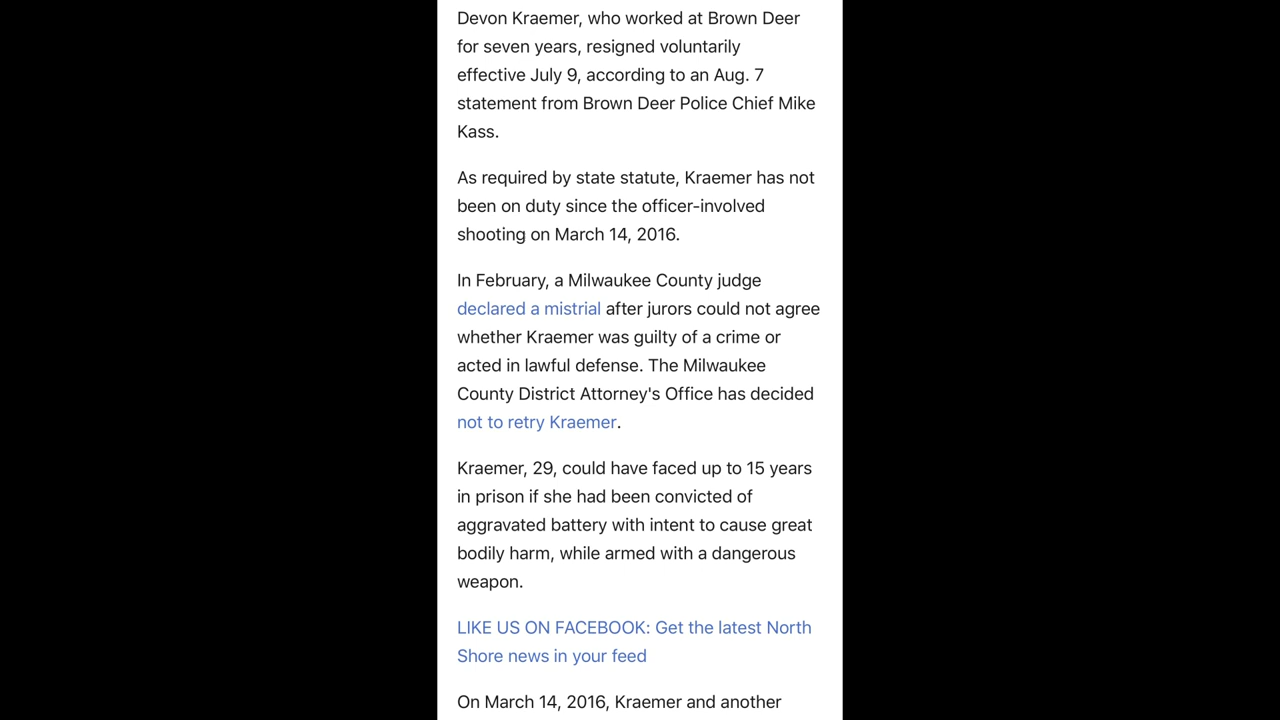 Devon Kraemer, who worked at Brown Deer
for seven years, resigned voluntarily
effective July 9, according to an Aug. 7
statement from Brown Deer Police Chief Mike
Kass.
As required by state statute, Kraemer has not
been on duty since the officer-involved
shooting on March 14, 2016.
In February, a Milwaukee County judge
declared a mistrial after jurors could not agree
whether Kraemer was guilty of a crime or
acted in lawful defense. The Milwaukee
County District Attorney's Office has decided
not to retry Kraemer.
Kraemer, 29, could have faced up to 15 years
in prison if she had been convicted of
aggravated battery with intent to cause great
bodily harm, while armed with a dangerous
weapon.
LIKE US ON FACEBOOK: Get the latest North
Shore news in your feed
On March 14, 2016, Kraemer and another